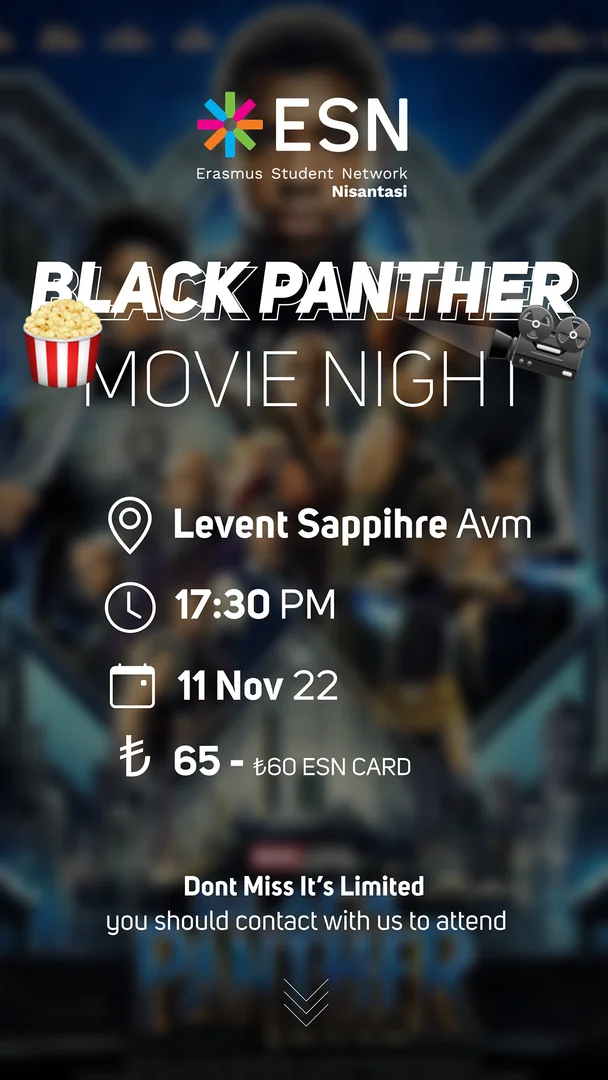 ESN
Erasmus Student Network
Nisantasi
BLACK PANTHER
MOVIE NIGHT
Levent Sappihre Avm
17:30 PM
11 Nov 22
₺ 65 - ₺60 ESN CARD
Dont Miss It's Limited
you should contact with us to attend
PANTHER